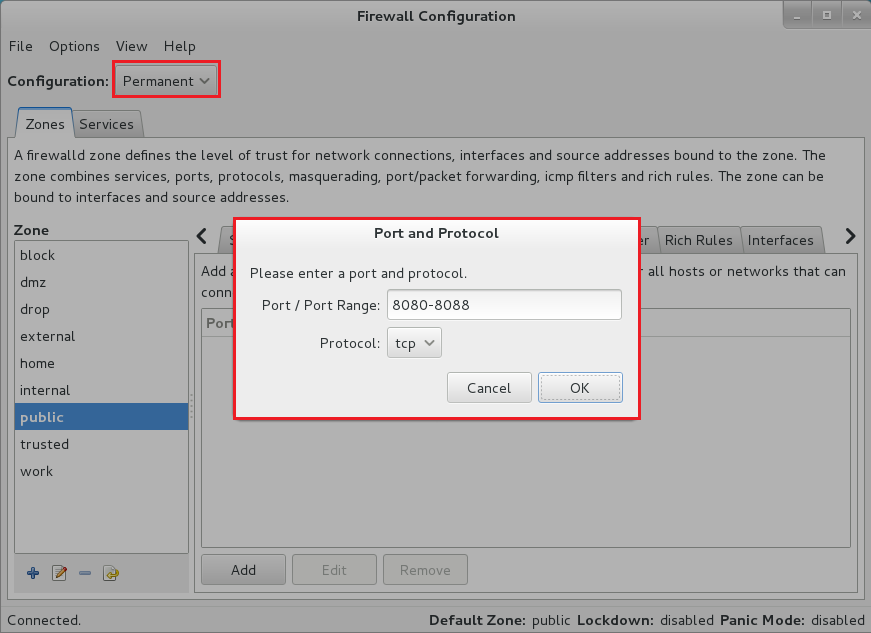 Firewall Configuration
File Options View Help
Configuration: Permanent
Zones Services
A firewalld zone defines the level of trust for network connections, interfaces and source addresses bound to the zone. The
zone combines services, ports, protocols, masquerading, port/packet forwarding, icmp filters and rich rules. The zone can be
bound to interfaces and source addresses.
Zone
block
dmz
drop
external
home
internal
public
trusted
work
Rich Rules Interfaces
Add
all hosts or networks that can
Port
Port and Protocol
Please enter a port and protocol.
Port / Port Range: 8080-8088
Protocol: tcp
Cancel OK
Add Edit Remove
Connected.
Default Zone: public Lockdown: disabled Panic Mode: disabled